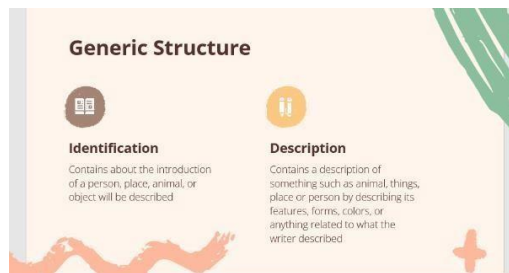 Generic Structure
Identification
Contains about the introduction
of a person, place, animal, or
object will be described
Description
Contains a description of
something such as animal, things,
place or person by describing its
features, forms, colors, or
anything related to what the
writer described